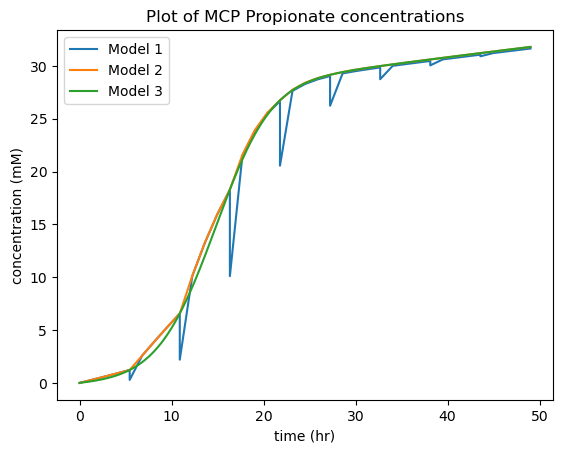 Plot of MCP Propionate concentrations
Model 1
Model 2
Model 3
concentration (mM)
30
25
20
15
10
5
0
0 10 20 30 40 50
time (hr)